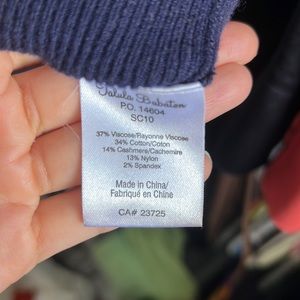 Talula Babaton
PO. 14604
SC10
37% Viscose/Rayonne Viscose
34% Cotton/Coton
14% Cashmere/Cachemire
13% Nylon
2% Spandex
Made in China/
Fabriqué en Chine
CA# 23725